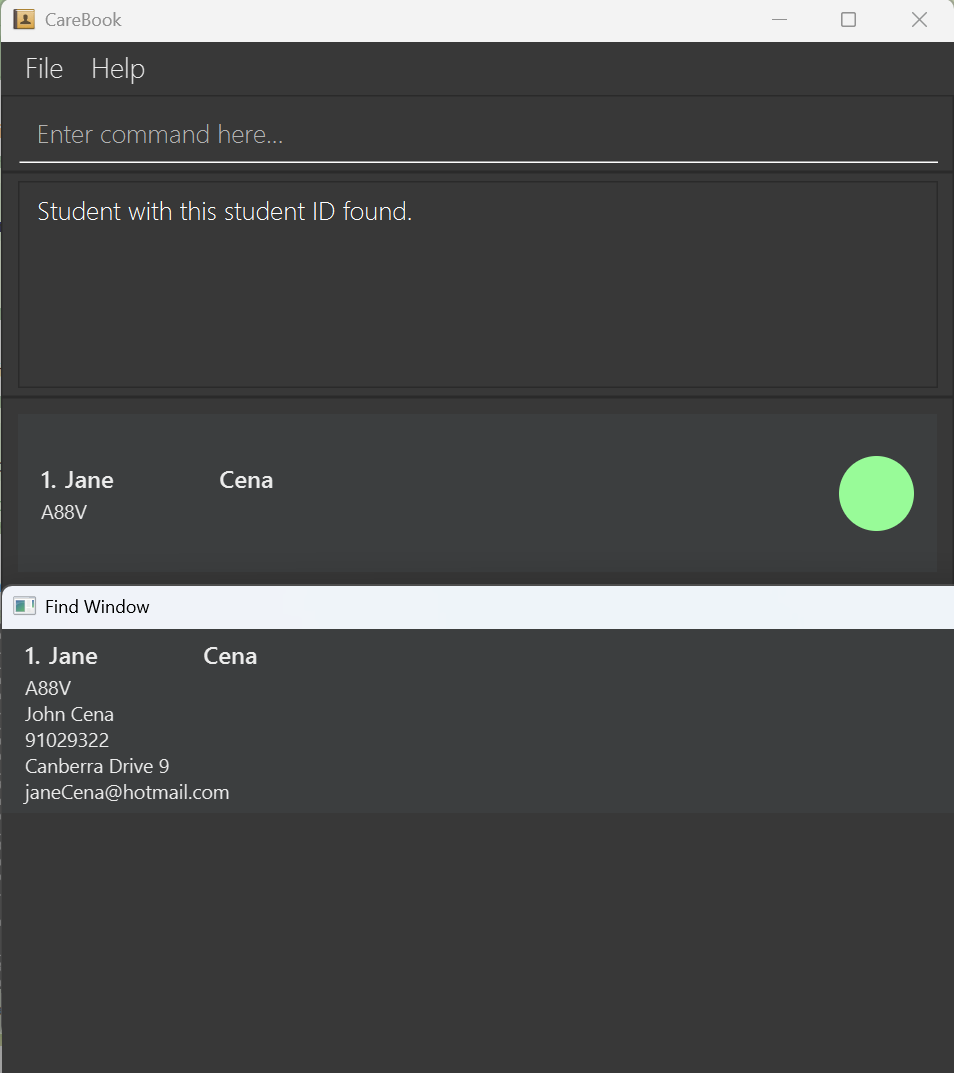 CareBook
File Help
Enter command here...
Student with this student ID found.
1. Jane Cena
A88V
Find Window
1. Jane Cena
A88V
John Cena
91029322
Canberra Drive 9
janeCena@hotmail.com